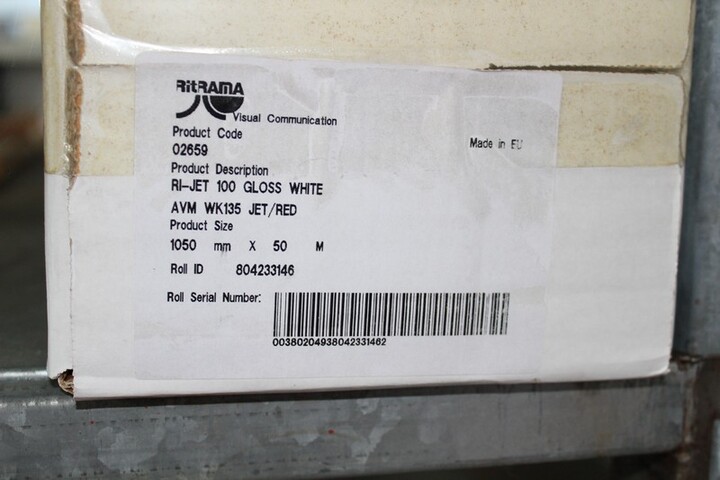 RitRAMA
Visual Communication
Product Code
02659
Made in EU
Product Description
RI-JET 100 GLOSS WHITE
AVM WK135 JET/RED
Product Size
1050 mm X 50 M
Roll ID 804233146
Roll Serial Number:
00380204938042331462